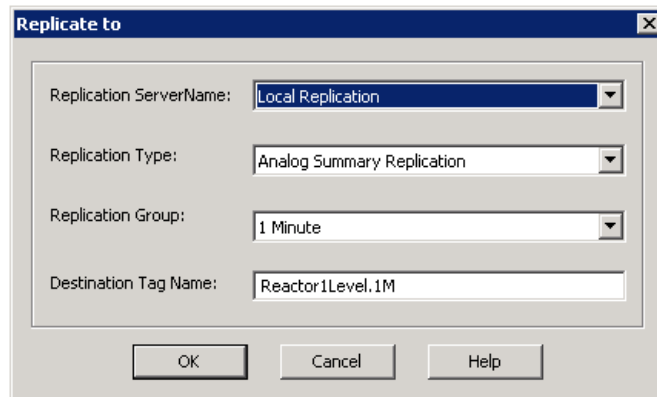 Replicate to
Replication ServerName: Local Replication
Replication Type: Analog Summary Replication
Replication Group: 1 Minute
Destination Tag Name: Reactor1Level.1M
OK Cancel Help